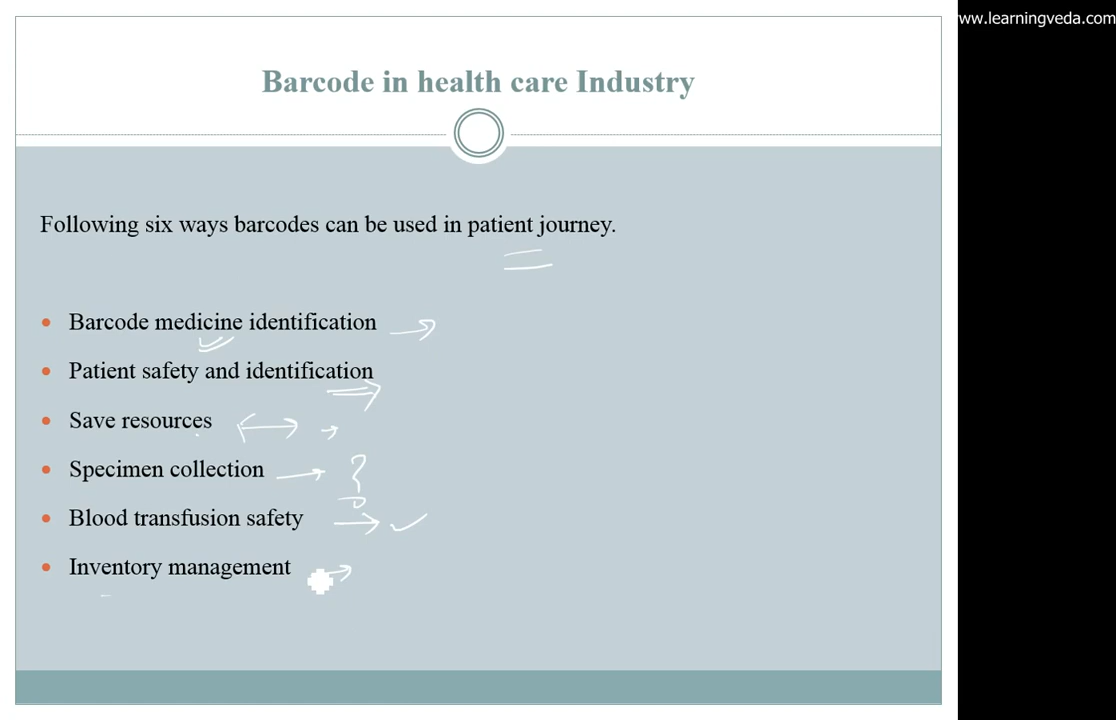 ww.learningveda.com
Barcode in health care Industry
Following six ways barcodes can be used in patient journey.
Barcode medicine identification
Patient safety and identification
Save resources
Specimen collection
Blood transfusion safety
Inventory management